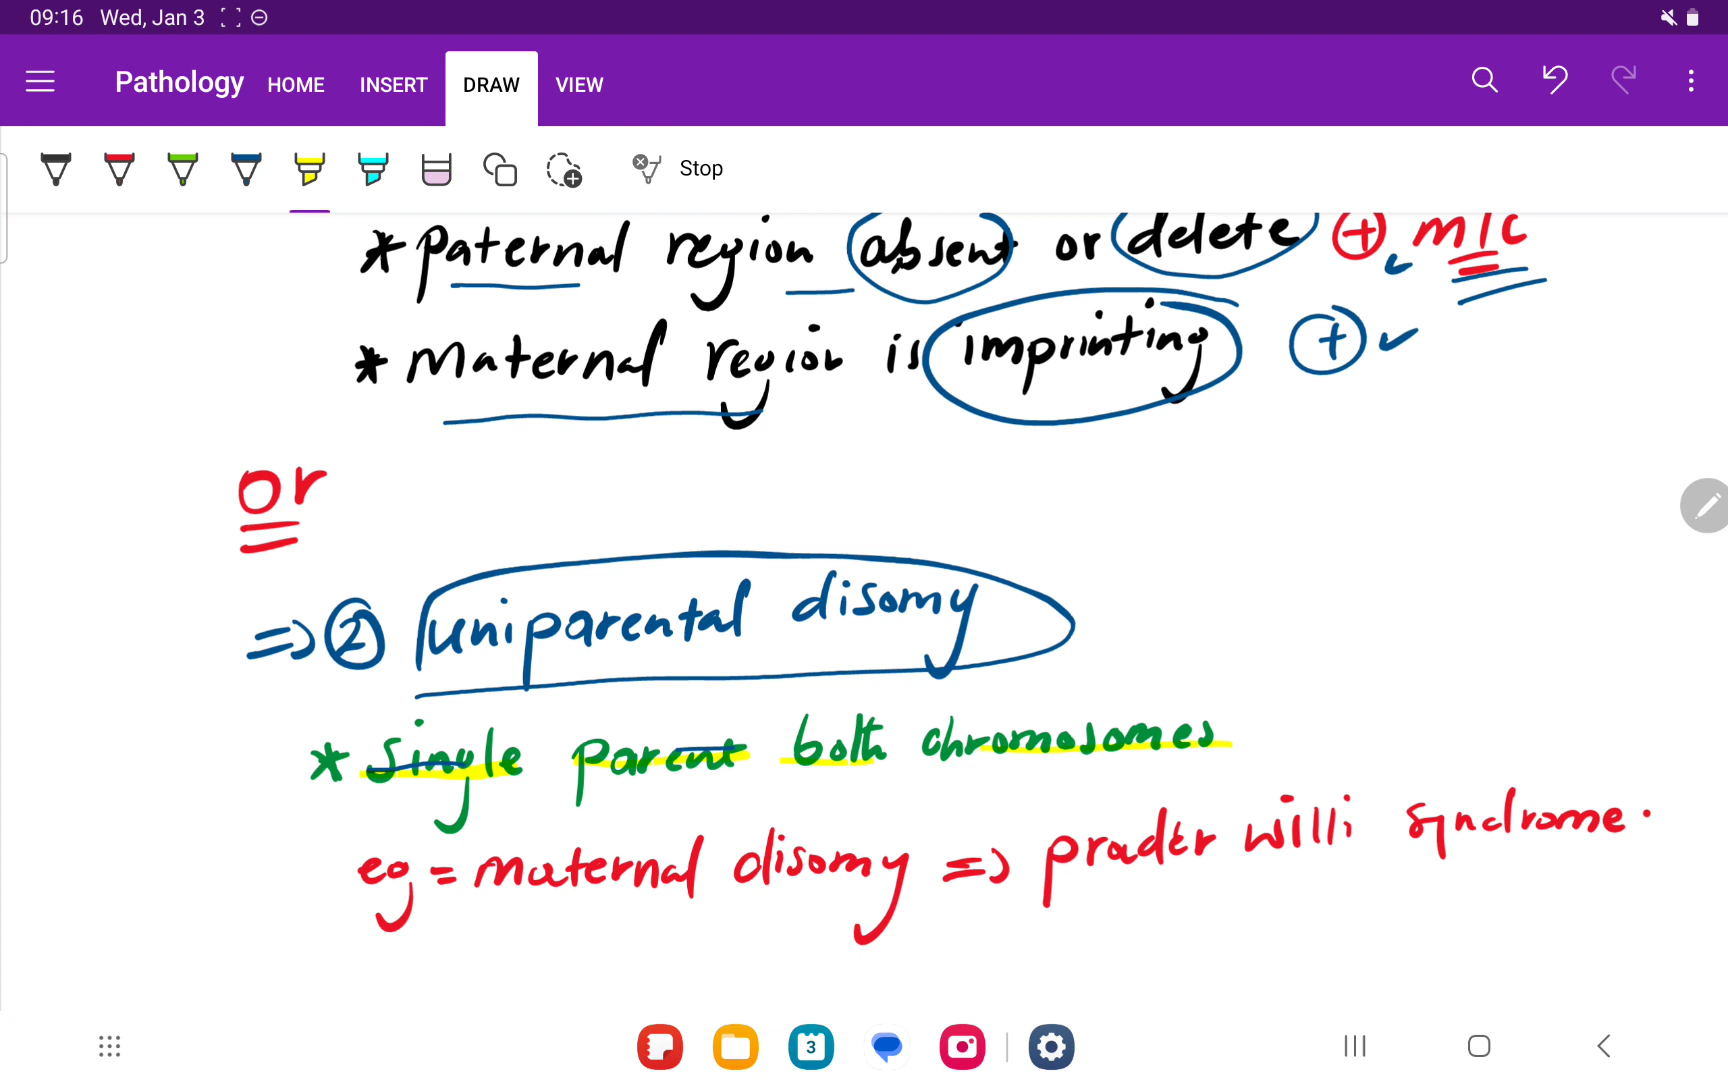 09:16 Wed, Jan 3
Pathology HOME INSERT DRAW VIEW
Stop
* Paternal region absent or delete + m/c
* Maternal region is imprinting +
or
=> 2 uniparental disomy
* Single parent both chromosomes
eg = maternal disomy => prader willi syndrome.
3